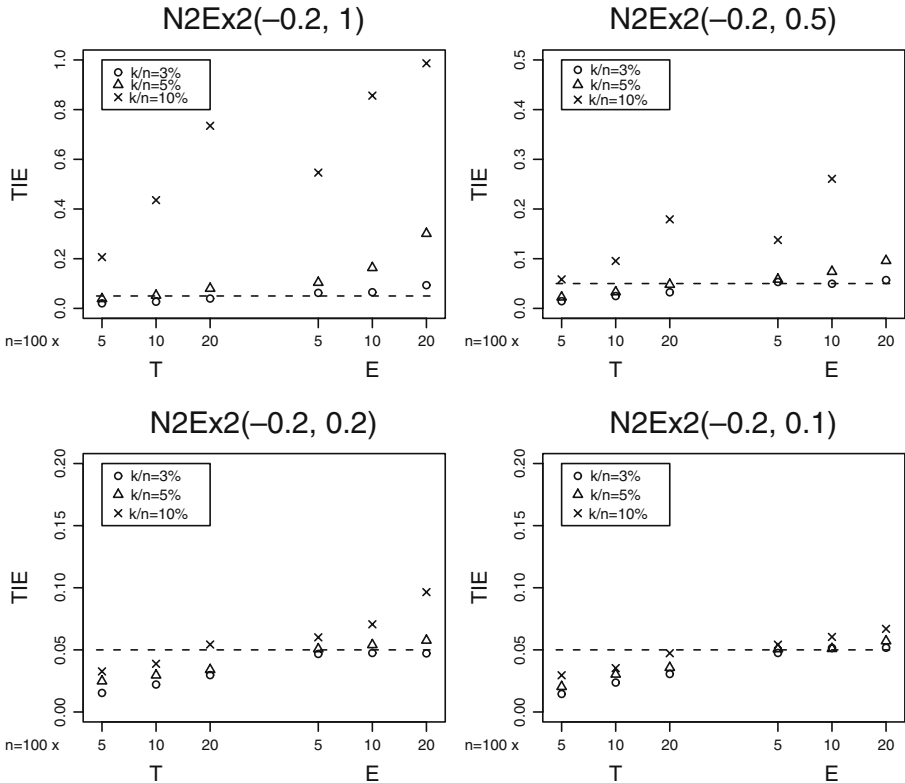 N2Ex2(−0.2, 1)
TIE
1.0
0.8
0.6
0.4
0.2
0.0
k/n=3%
k/n=5%
k/n=10%
n=100 x
5 10 20 5 10 20
T E
N2Ex2(−0.2, 0.5)
TIE
0.5
0.4
0.3
0.2
0.1
0.0
k/n=3%
k/n=5%
k/n=10%
n=100 x
5 10 20 5 10 20
T E
N2Ex2(−0.2, 0.2)
TIE
0.20
0.15
0.10
0.05
0.00
k/n=3%
k/n=5%
k/n=10%
n=100 x
5 10 20 5 10 20
T E
N2Ex2(−0.2, 0.1)
TIE
0.20
0.15
0.10
0.05
0.00
k/n=3%
k/n=5%
k/n=10%
n=100 x
5 10 20 5 10 20
T E